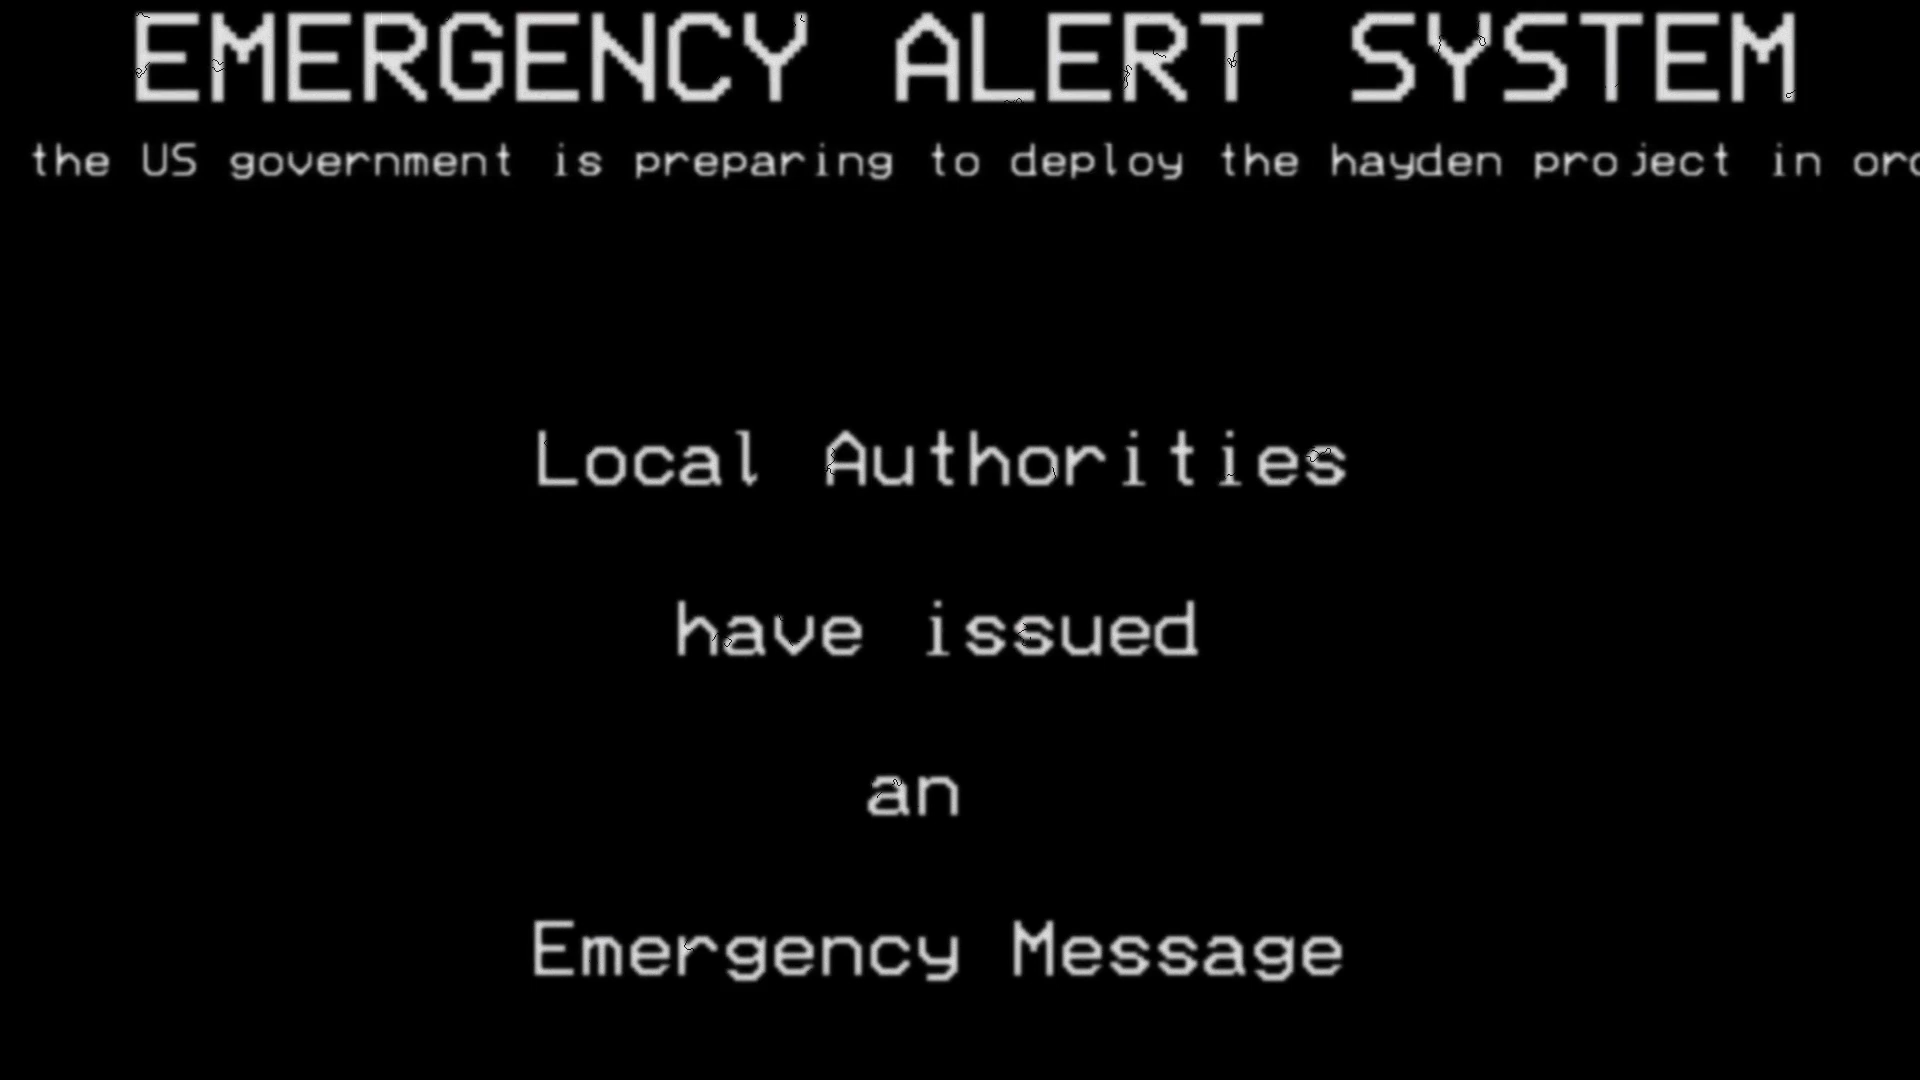 EMERGENCY ALERT SYSTEM
the US government is preparing to deploy the hayden project in
Local Authorities
have issued
an
Emergency Message